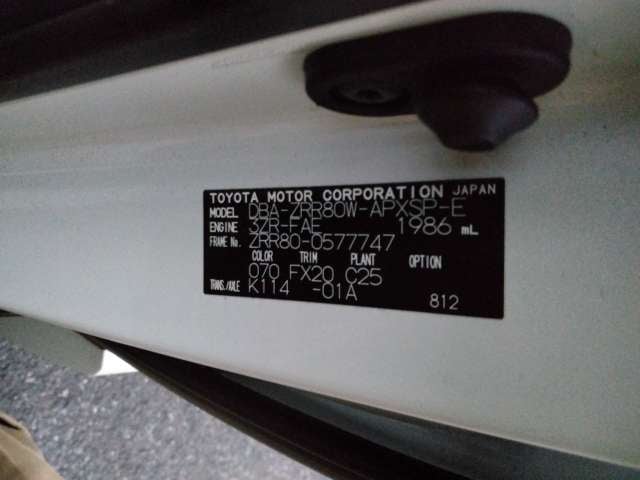 TOYOTA MOTOR CORPORATION JAPAN
MODEL DBA-ZRR80W-APXSP-E
ENGINE 3ZR-FAE 1986 mL
FRAME No. ZRR80-0577747
COLOR TRIM PLANT OPTION
070 FX20 C25
TRANS./AXLE K114 -01A
812